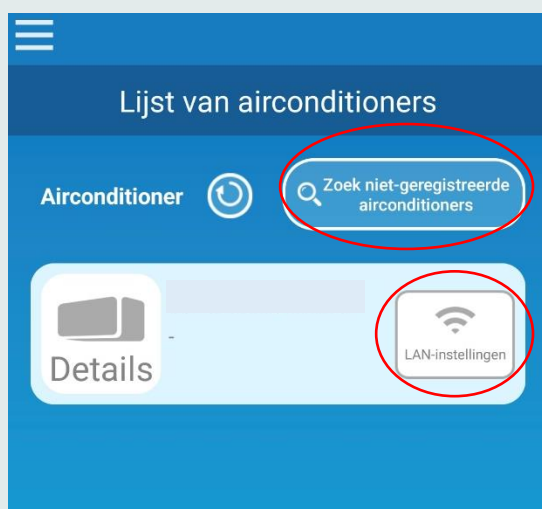 Lijst van airconditioners
Airconditioner
Zoek niet-geregistreerde
airconditioners
-
LAN-instellingen
Details